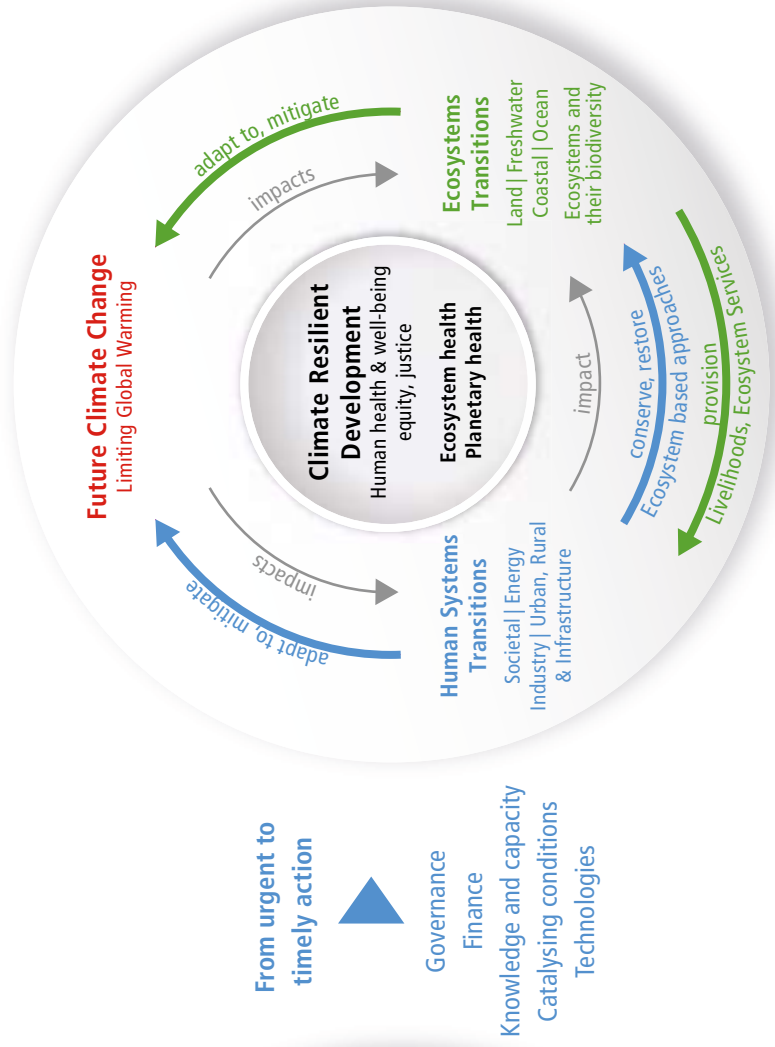 From urgent to
timely action
Governance
Finance
Knowledge and capacity
Catalysing conditions
Technologies
Future Climate Change
Limiting Global Warming
adapt to, mitigate
impacts
adapt to, mitigate
impacts
Climate Resilient
Development
Human health & well-being
equity, justice
Ecosystem health
Planetary health
Human Systems
Transitions
Societal | Energy
Industry | Urban, Rural
& Infrastructure
Ecosystems
Transitions
Land | Freshwater
Coastal | Ocean
Ecosystems and
their biodiversity
impact
conserve, restore
Ecosystem based approaches
provision
Livelihoods, Ecosystem Services